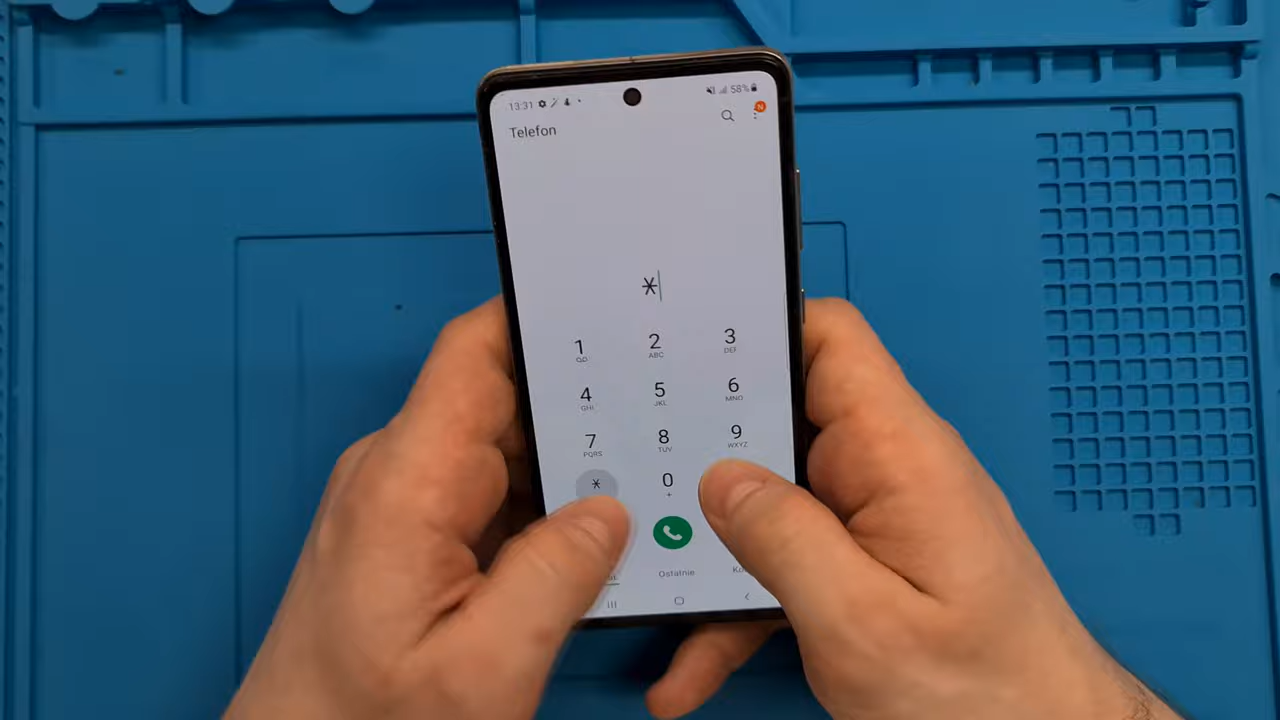 13:31 58%
N
Telefon
*
1 2 3
ABC DEF
4 5 6
GHI JKL MNO
7 8 9
PQRS TUV WXYZ
* 0
+
Ostatnie